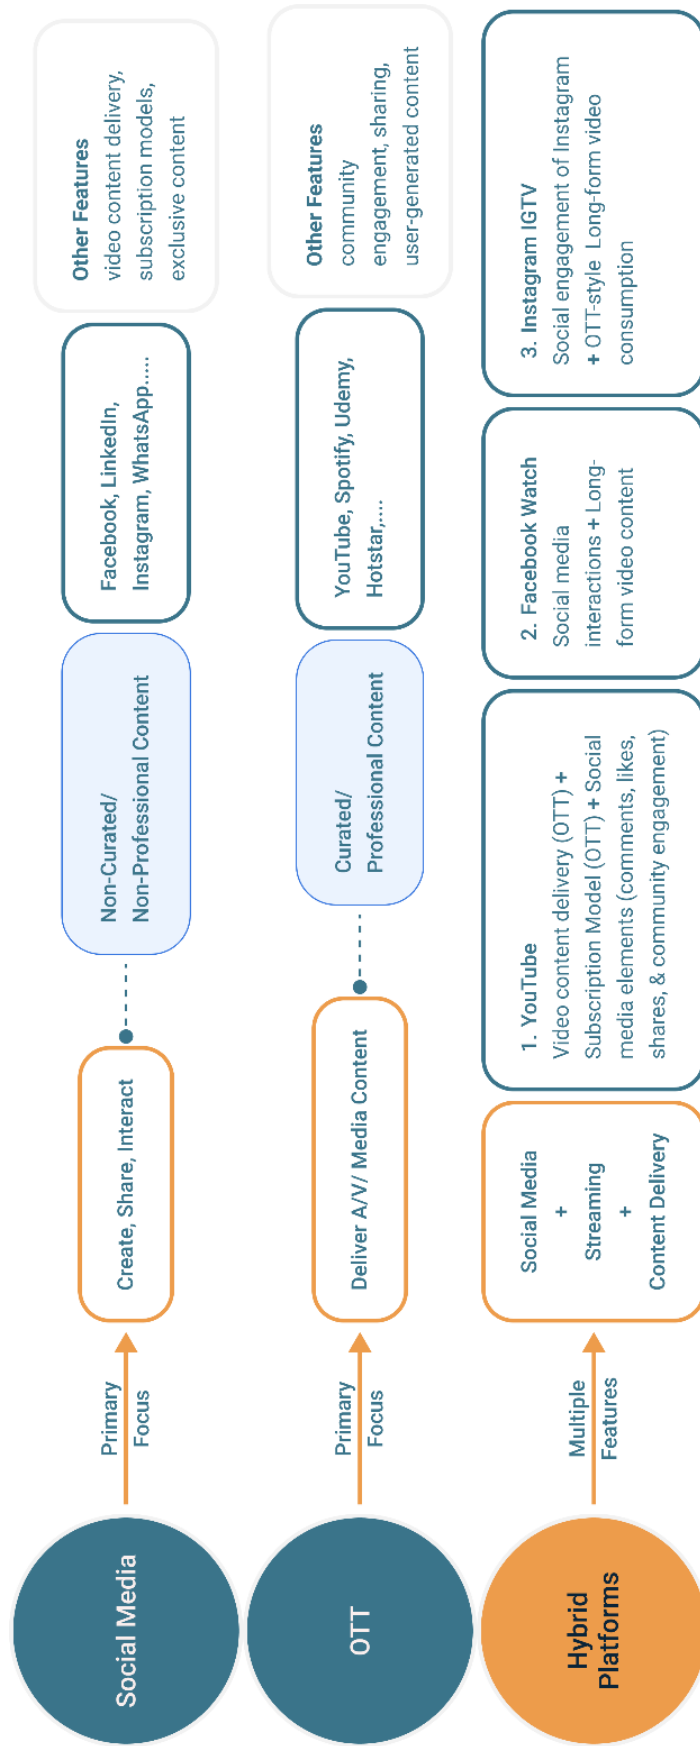 Social Media
Primary
Focus
Create, Share, Interact
Non-Curated/
Non-Professional Content
Facebook, LinkedIn,
Instagram, WhatsApp.....
Other Features
video content delivery,
subscription models,
exclusive content
OTT
Primary
Focus
Deliver A/V/ Media Content
Curated/
Professional Content
YouTube, Spotify, Udemy,
Hotstar,....
Other Features
community
engagement, sharing,
user-generated content
Hybrid
Platforms
Multiple
Features
Social Media
+
Streaming
+
Content Delivery
1. YouTube
Video content delivery (OTT) +
Subscription Model (OTT) + Social
media elements (comments, likes,
shares, & community engagement)
2. Facebook Watch
Social media
interactions + Long-
form video content
3. Instagram IGTV
Social engagement of Instagram
+ OTT-style Long-form video
consumption